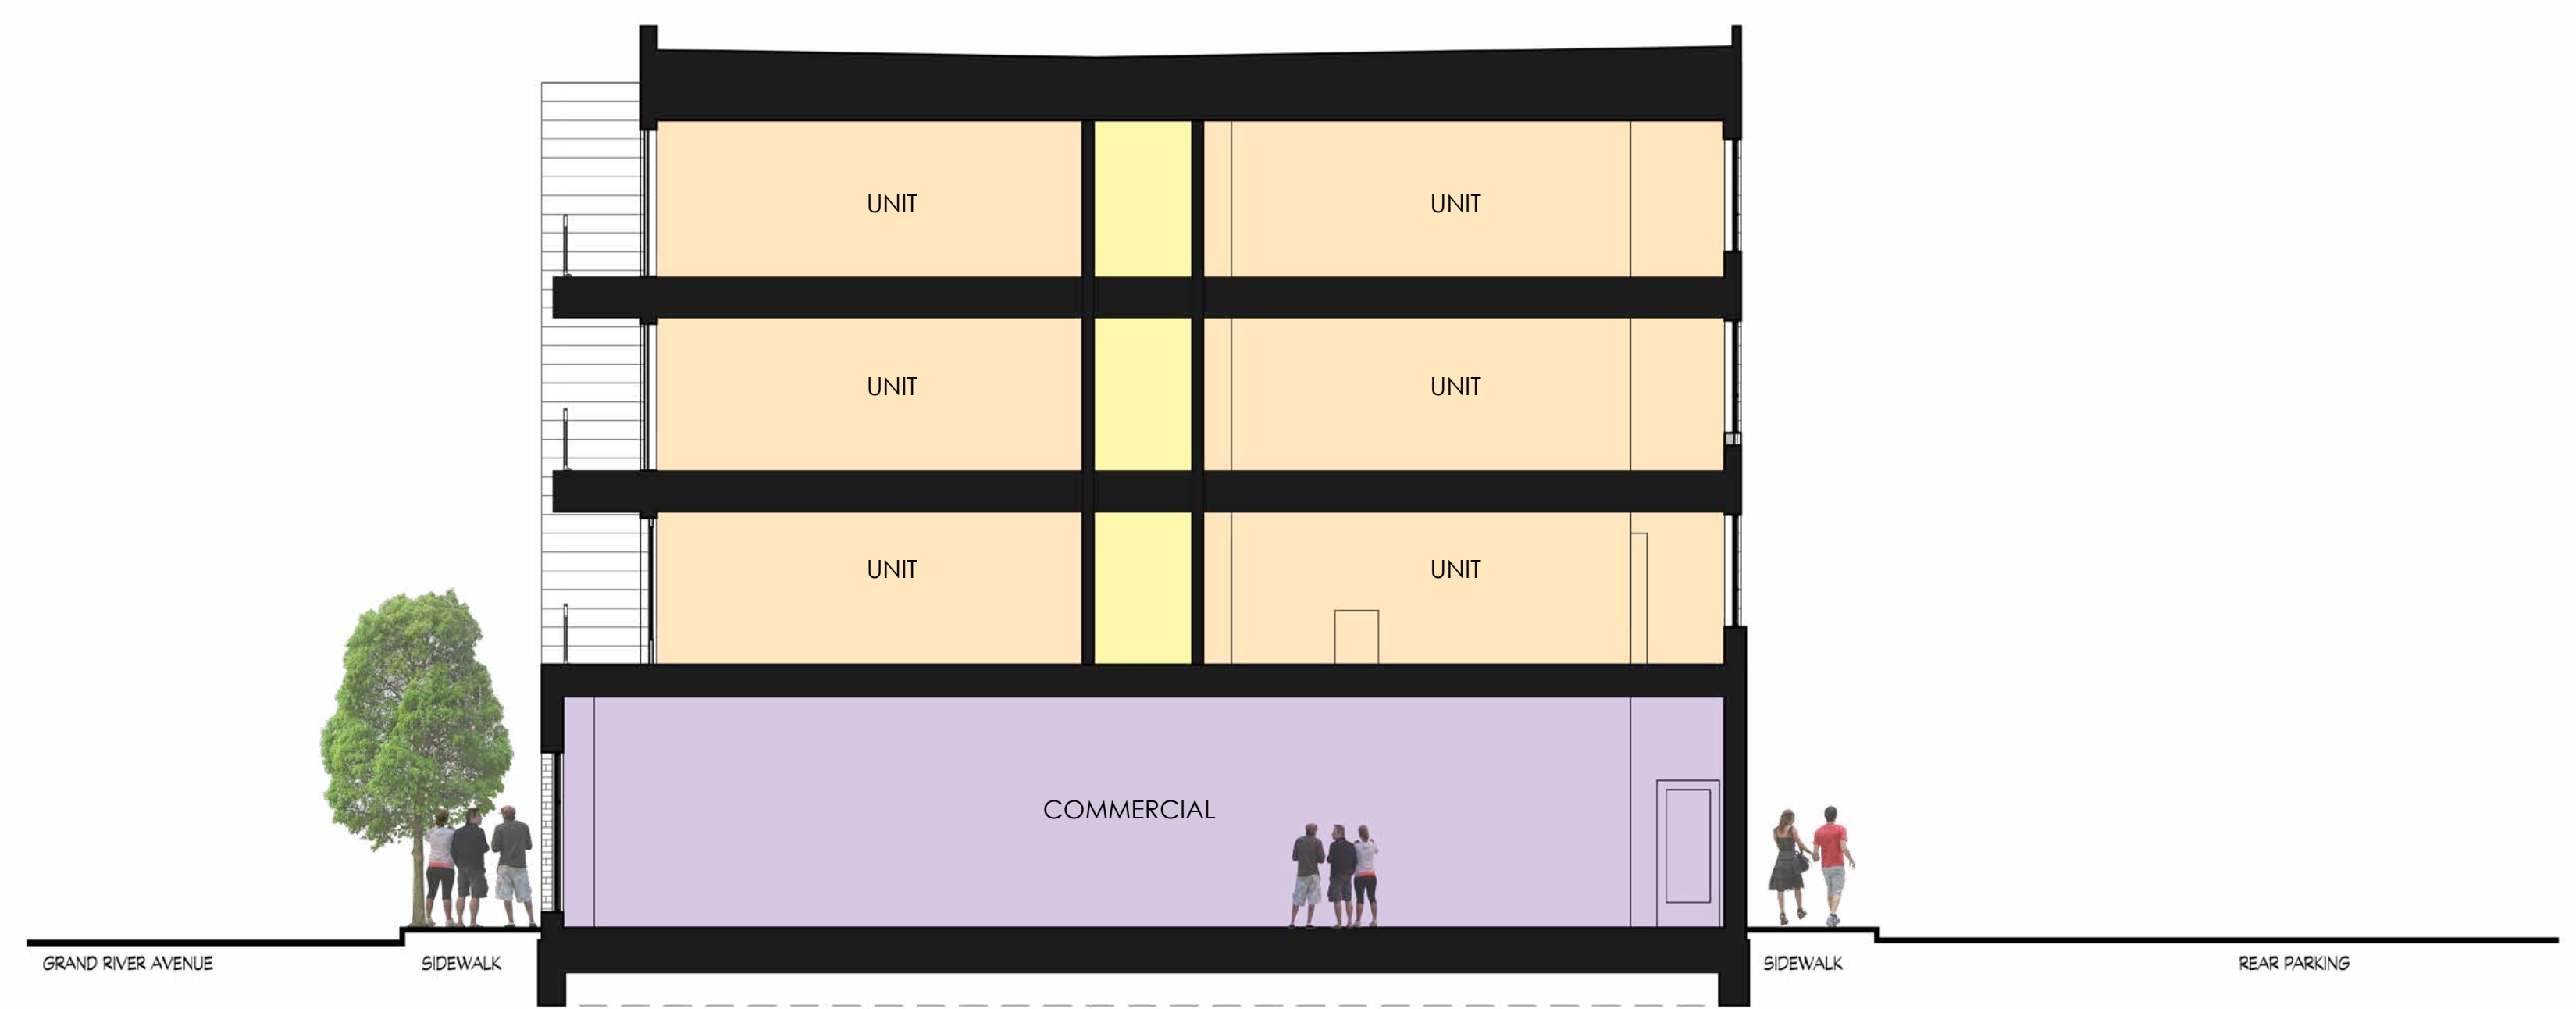 UNIT
UNIT
UNIT
UNIT
UNIT
UNIT
COMMERCIAL
GRAND RIVER AVENUE
SIDEWALK
SIDEWALK
REAR PARKING